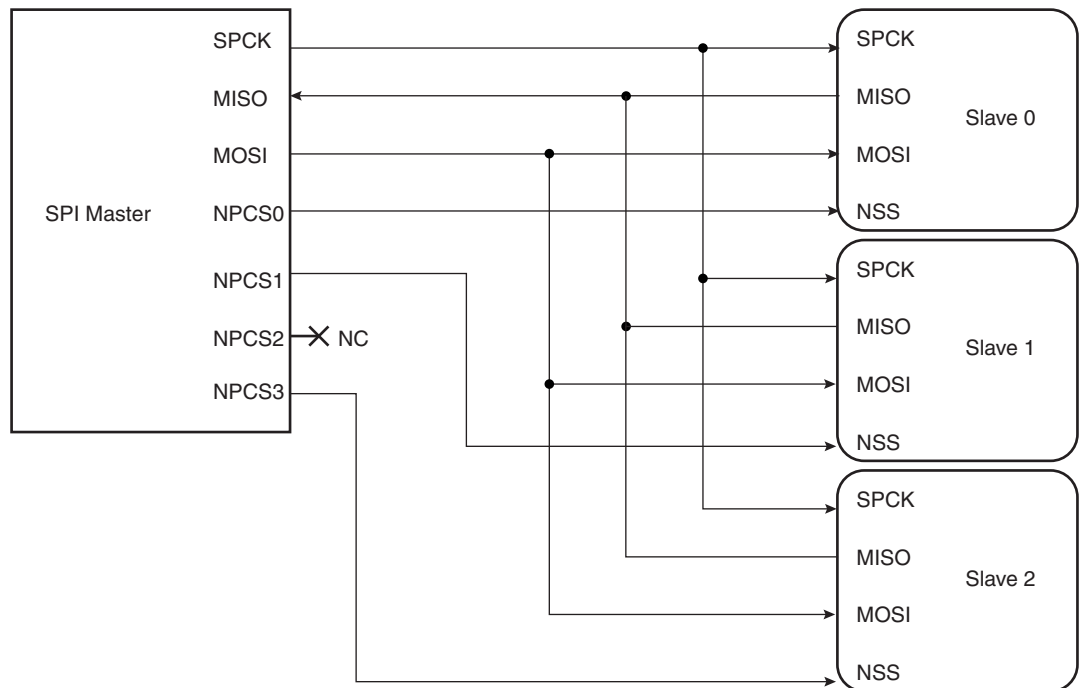 SPI Master
SPCK
MISO
MOSI
NPCS0
NPCS1
NPCS2
NC
NPCS3
SPCK
MISO
Slave 0
MOSI
NSS
SPCK
MISO
Slave 1
MOSI
NSS
SPCK
MISO
Slave 2
MOSI
NSS